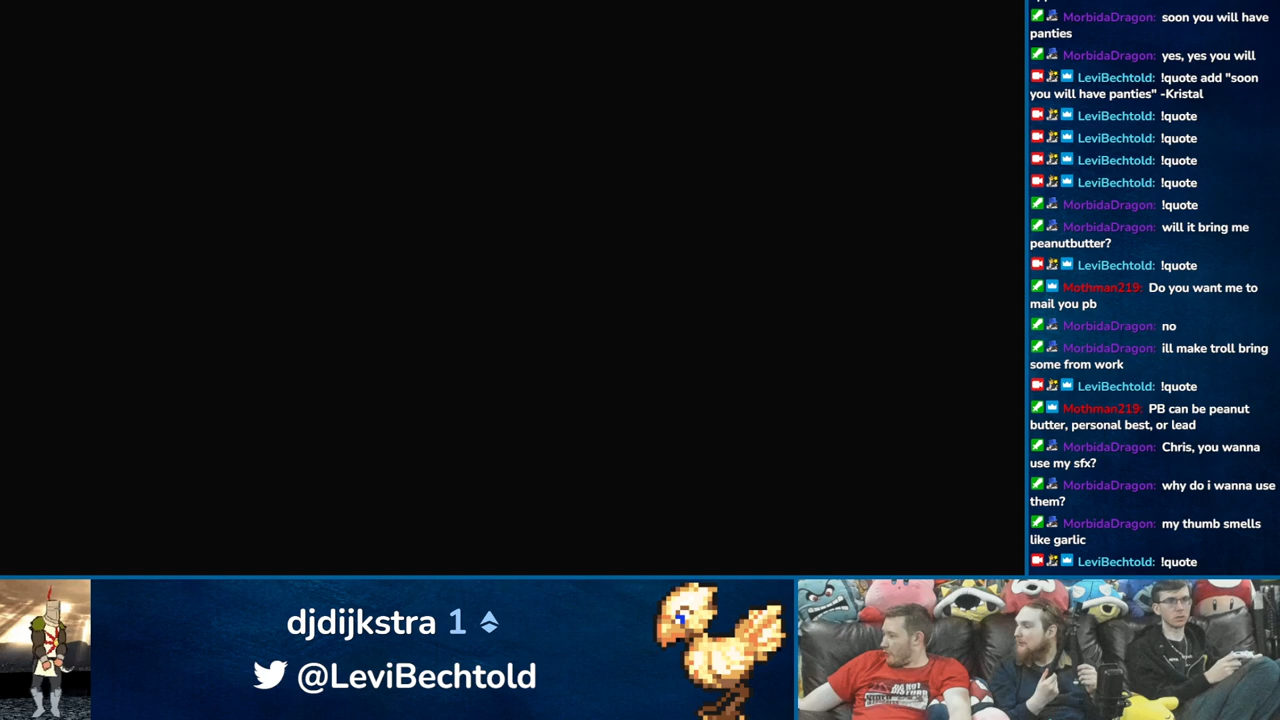 MorbidaDragon: soon you will have
panties
MorbidaDragon: yes, yes you will
LeviBechtold: !quote add "soon
you will have panties" -Kristal
LeviBechtold: !quote
LeviBechtold: !quote
LeviBechtold: !quote
LeviBechtold: !quote
MorbidaDragon: !quote
MorbidaDragon: will it bring me
peanutbutter?
LeviBechtold: !quote
Mothman219: Do you want me to
mail you pb
MorbidaDragon: no
MorbidaDragon: ill make troll bring
some from work
LeviBechtold: !quote
Mothman219: PB can be peanut
butter, personal best, or lead
MorbidaDragon: Chris, you wanna
use my sfx?
MorbidaDragon: why do i wanna use
them?
MorbidaDragon: my thumb smells
like garlic
LeviBechtold: !quote
djdijkstra 1
@LeviBechtold
DO NOT
DISTURB